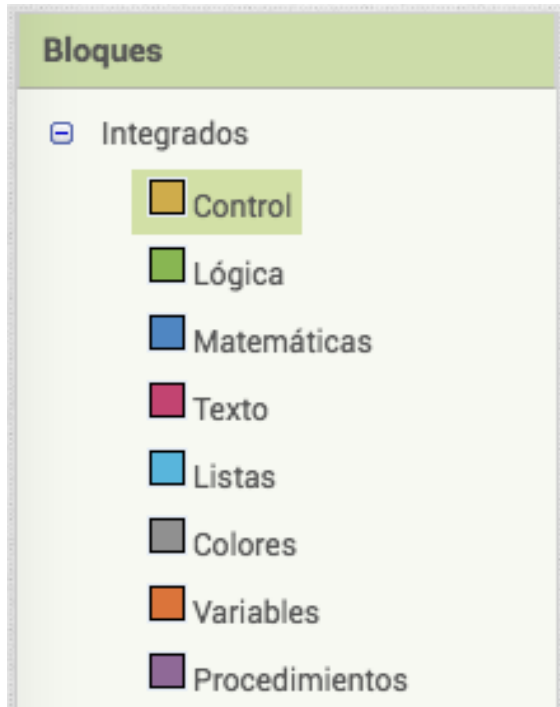 Bloques
Integrados
Control
Lógica
Matemáticas
Texto
Listas
Colores
Variables
Procedimientos